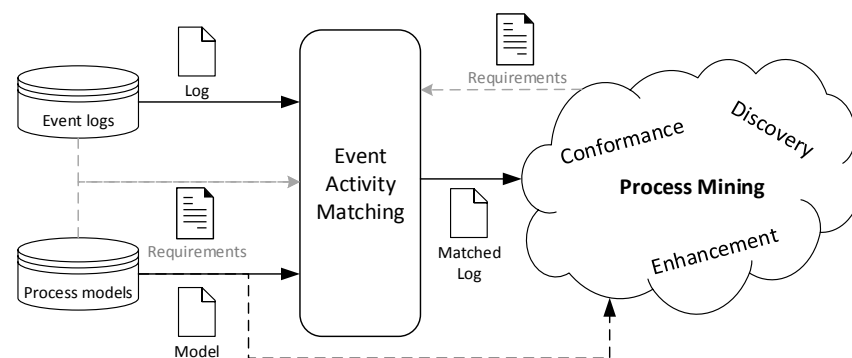 Log
Event logs
Requirements
Process models
Model
Event
Activity
Matching
Requirements
Matched
Log
Conformance
Discovery
Process Mining
Enhancement